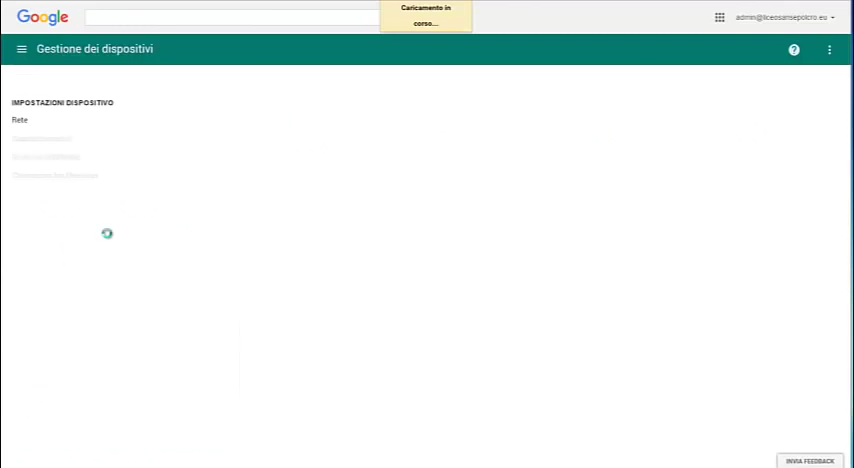 Google
Caricamento in
corso...
admin@liceosansepolcro.eu
Gestione dei dispositivi
IMPOSTAZIONI DISPOSITIVO
Rete
INVIA FEEDBACK